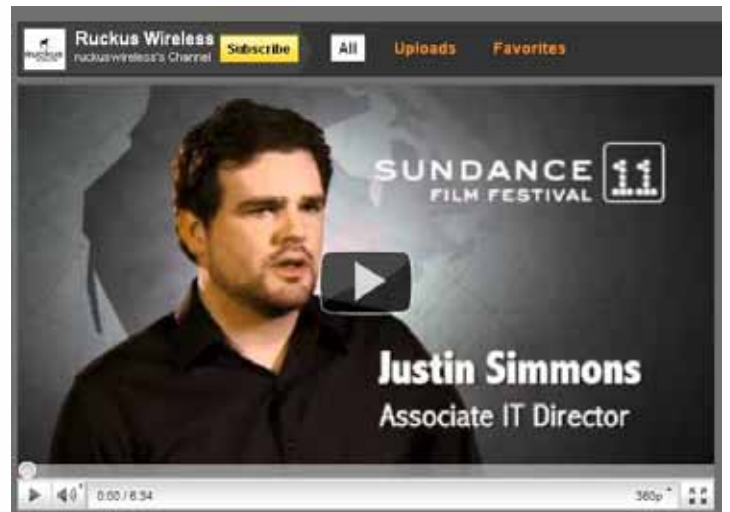 Ruckus Wireless
ruckuswireless's Channel
Subscribe
All
Uploads
Favorites
SUNDANCE
FILM FESTIVAL
11
Justin Simmons
Associate IT Director
0:00 / 6:34
360p